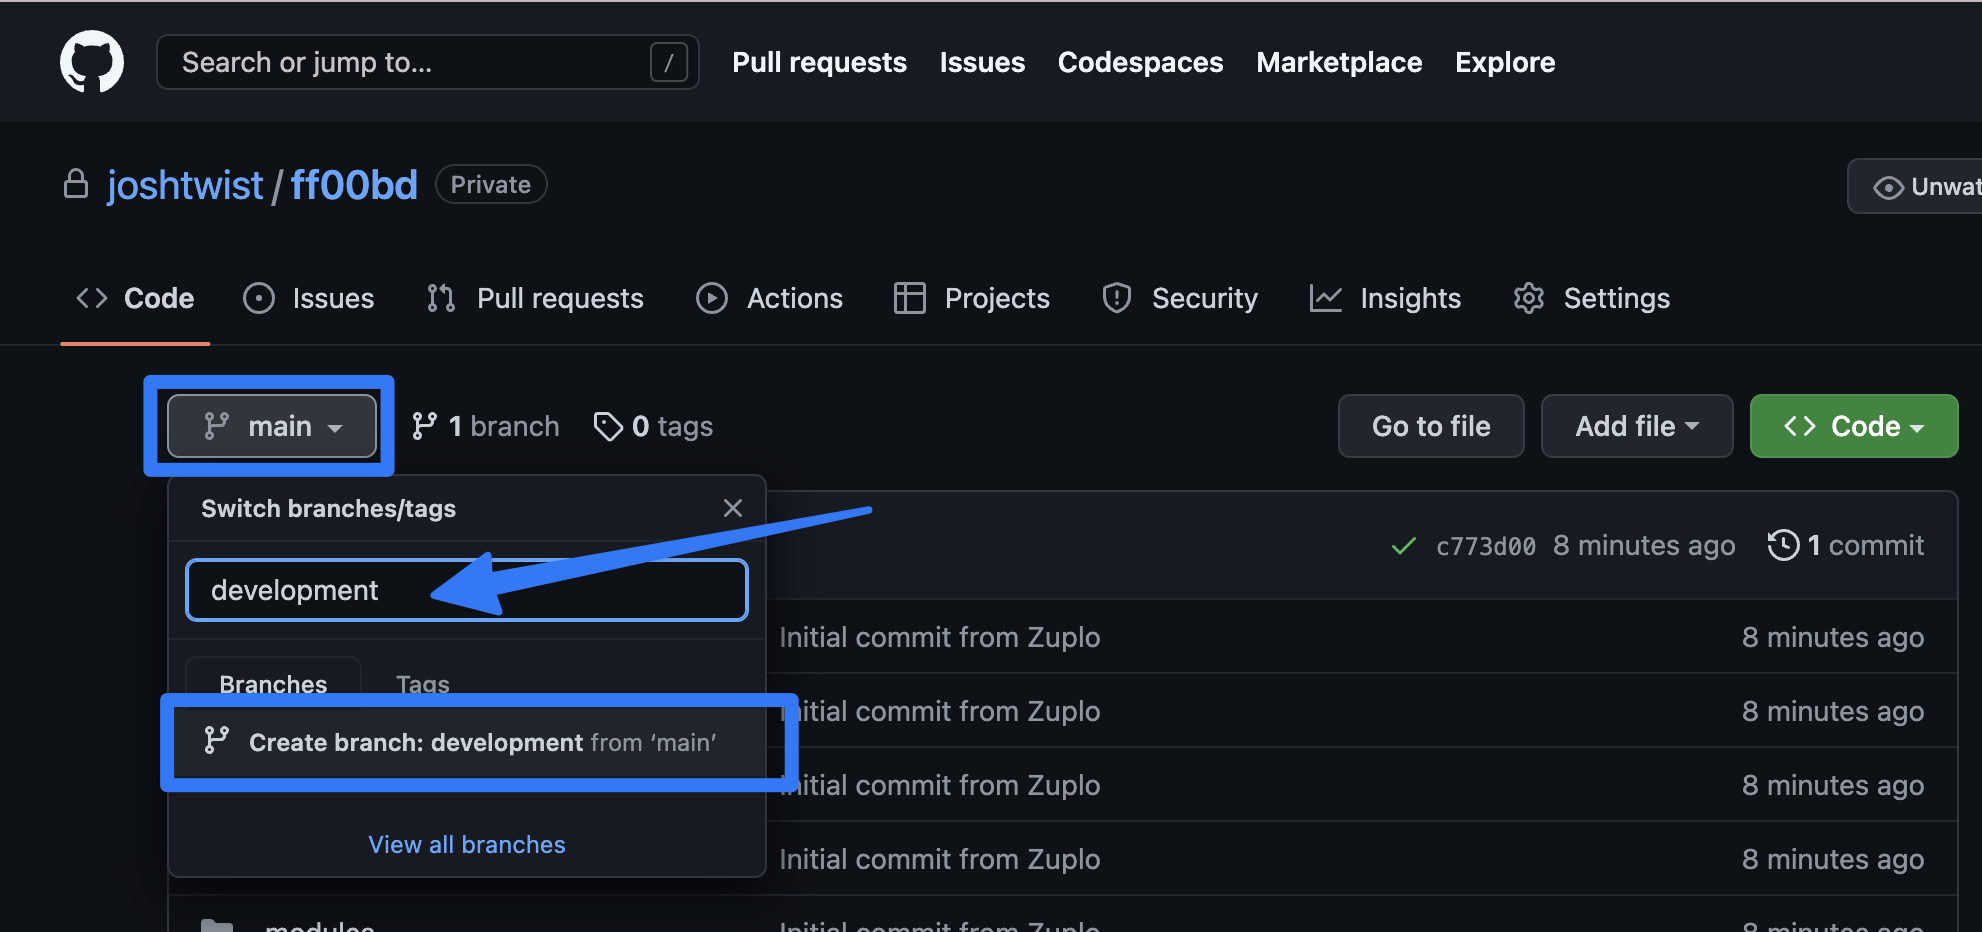 Search or jump to... / Pull requests Issues Codespaces Marketplace Explore
joshtwist / ff00bd Private Unwat
Code Issues Pull requests Actions Projects Security Insights Settings
main 1 branch 0 tags Go to file Add file Code
Switch branches/tags
c773d00 8 minutes ago 1 commit
development
Initial commit from Zuplo 8 minutes ago
Branches Tags
Initial commit from Zuplo 8 minutes ago
Create branch: development from ‘main’
Initial commit from Zuplo 8 minutes ago
View all branches
Initial commit from Zuplo 8 minutes ago
modules Initial commit from Zuplo 8 minutes ago